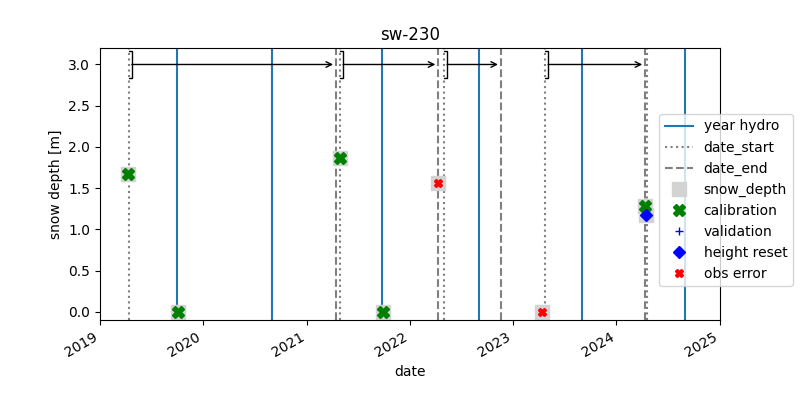 sw-230
3.0
2.5
2.0
1.5
1.0
0.5
0.0
snow depth [m]
2019
2020
2021
2022
2023
2024
2025
date
year hydro
date_start
date_end
snow_depth
calibration
validation
height reset
obs error